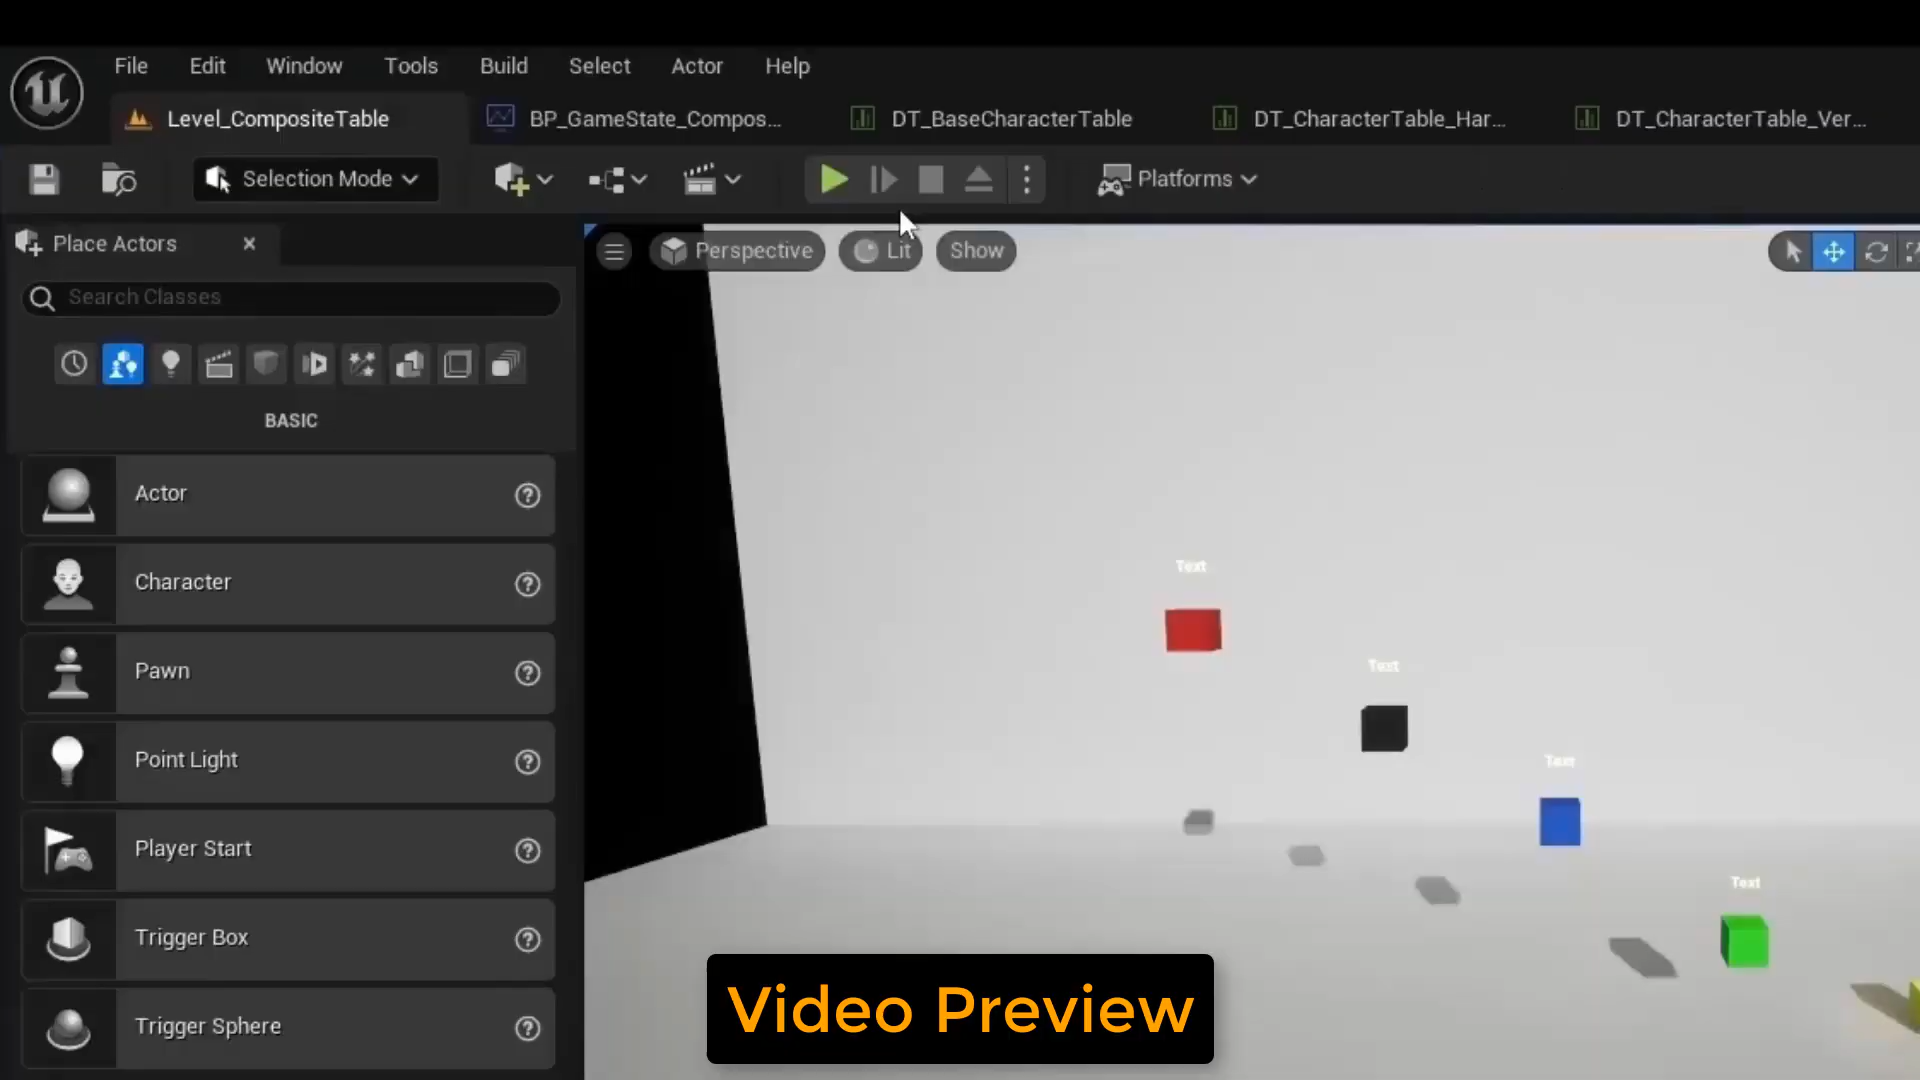 File Edit Window Tools Build Select Actor Help
Level_CompositeTable BP_GameState_Compos... DT_BaseCharacterTable DT_CharacterTable_Har... DT_CharacterTable_Ver...
Selection Mode Platforms
Place Actors
Perspective Lit Show
Search Classes
BASIC
Actor
Character
Pawn
Point Light
Player Start
Trigger Box
Trigger Sphere
Text
Text
Text
Text
Video Preview